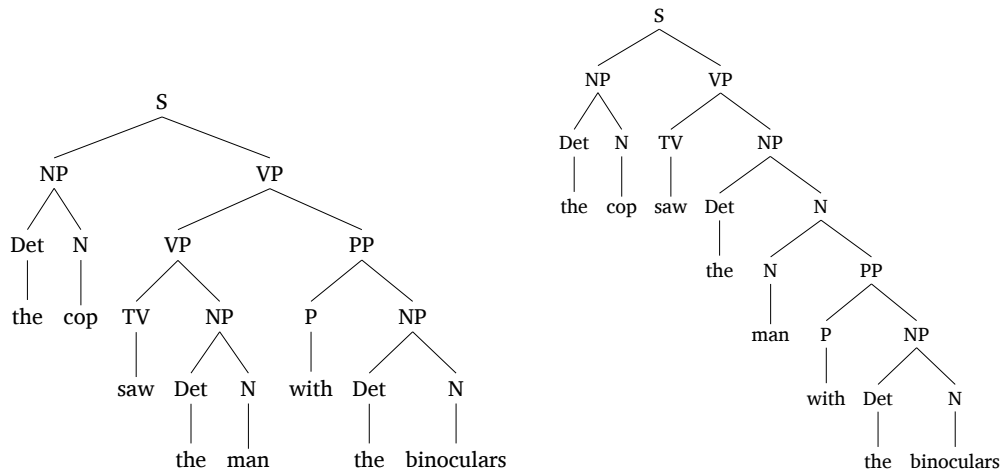 S
NP VP
Det N VP PP
the cop TV NP P NP
saw Det N with Det N
the man the binoculars
S
NP VP
Det N TV NP
the cop saw Det N
the N PP
man P NP
with Det N
the binoculars